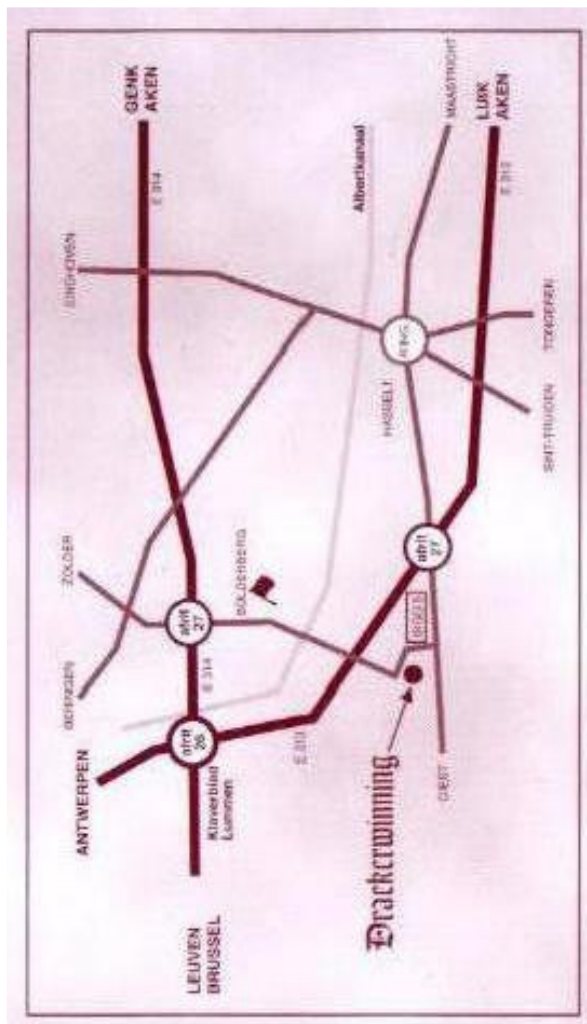 ANTWERPEN
BERINGEN
ZOLDER
EINDHOVEN
GENK
AKEN
LEUVEN
BRUSSEL
afrit
26
E 314
afrit
27
E 314
Klaverblad
Lummen
BOLDERBERG
E 313
Albertkanaal
HASSELT
RING
MAASTRICHT
Drackerwinning
afrit
27
E 313
LUIK
AKEN
DIEST
SINT-TRUIDEN
TONGEREN